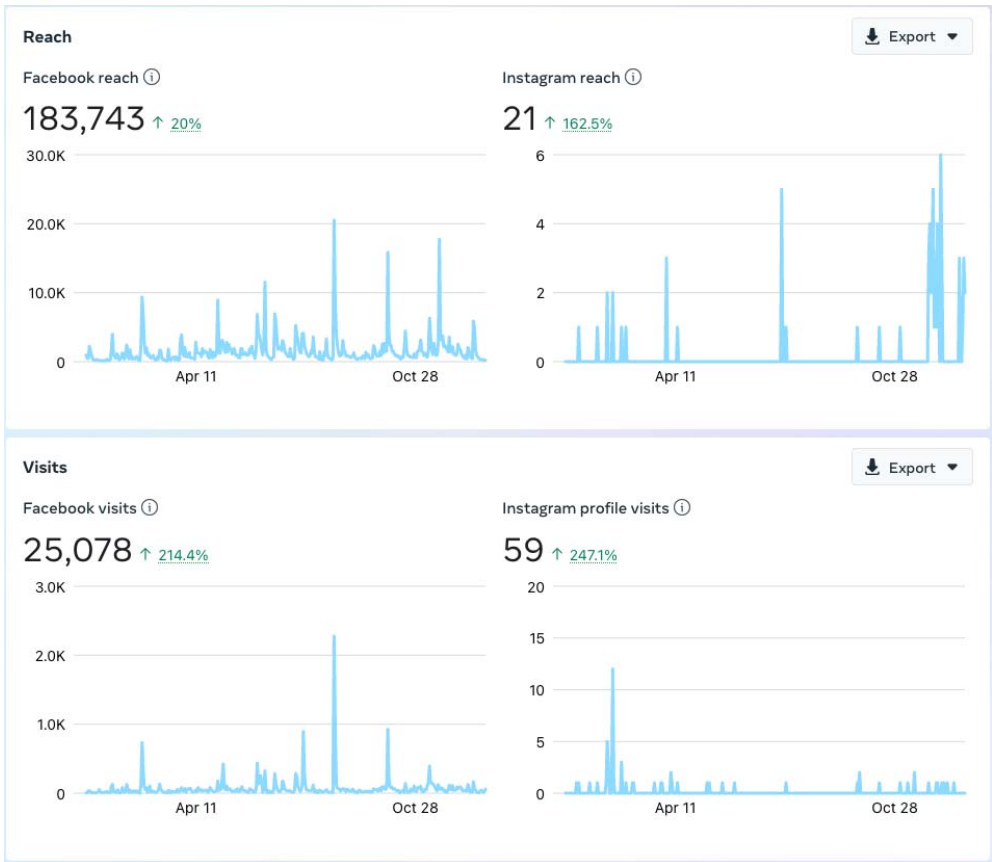 Reach
Export
Facebook reach
183,743 ↑ 20%
30.0K
20.0K
10.0K
0
Apr 11
Oct 28
Instagram reach
21 ↑ 162.5%
6
4
2
0
Apr 11
Oct 28
Visits
Export
Facebook visits
25,078 ↑ 214.4%
3.0K
2.0K
1.0K
0
Apr 11
Oct 28
Instagram profile visits
59 ↑ 247.1%
20
15
10
5
0
Apr 11
Oct 28